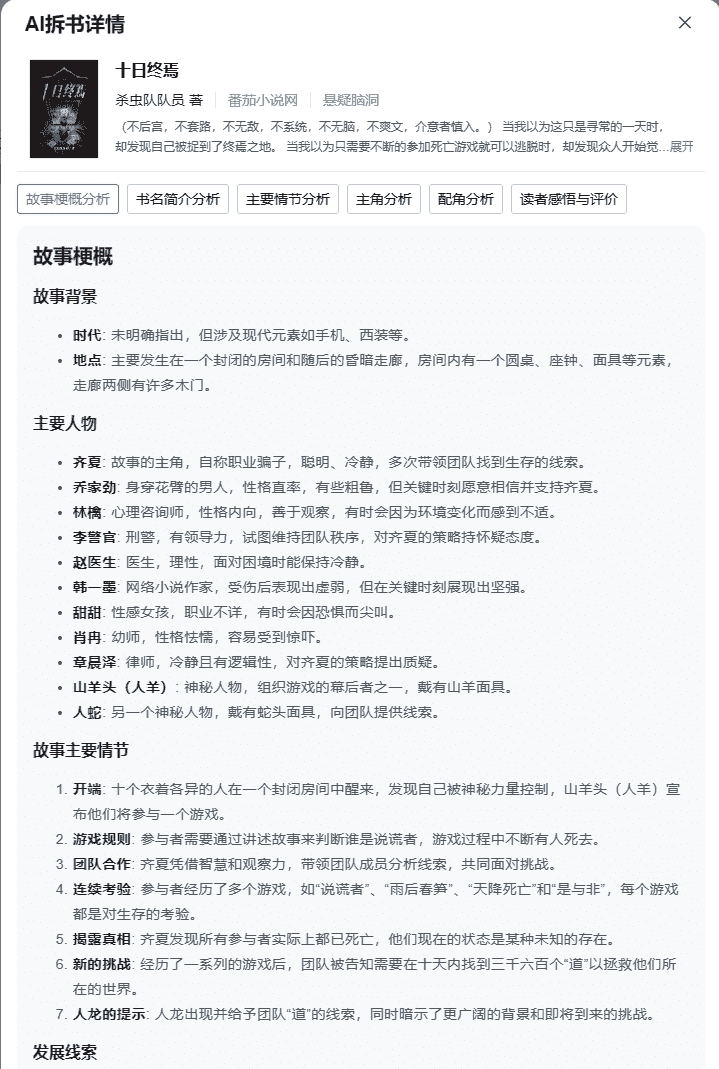 AI拆书详情
十日终焉
十日终焉
杀虫队队员 著
番茄小说网
悬疑脑洞
（不后宫，不套路，不无敌，不系统，不无脑，不爽文，介意者慎入。） 当我以为这只是寻常的一天时，
却发现自己被捉到了终焉之地。 当我以为只需要不断的参加死亡游戏就可以逃脱时，却发现众人开始觉...展开
故事梗概分析
书名简介分析
主要情节分析
主角分析
配角分析
读者感悟与评价
故事梗概
故事背景
• 时代: 未明确指出，但涉及现代元素如手机、西装等。
• 地点: 主要发生在一个封闭的房间和随后的昏暗走廊，房间内有一个圆桌、座钟、面具等元素，
走廊两侧有许多木门。
主要人物
• 齐夏: 故事的主角，自称职业骗子，聪明、冷静，多次带领团队找到生存的线索。
• 乔家劲: 身穿花臂的男人，性格直率，有些粗鲁，但关键时刻愿意相信并支持齐夏。
• 林檎: 心理咨询师，性格内向，善于观察，有时会因为环境变化而感到不适。
• 李警官: 刑警，有领导力，试图维持团队秩序，对齐夏的策略持怀疑态度。
• 赵医生: 医生，理性，面对困境时能保持冷静。
• 韩一墨: 网络小说作家，受伤后表现出虚弱，但在关键时刻展现出坚强。
• 甜甜: 性感女孩，职业不详，有时会因恐惧而尖叫。
• 肖冉: 幼师，性格怯懦，容易受到惊吓。
• 章晨泽: 律师，冷静且有逻辑性，对齐夏的策略提出质疑。
• 山羊头（人羊）: 神秘人物，组织游戏的幕后者之一，戴有山羊面具。
• 人蛇: 另一个神秘人物，戴有蛇头面具，向团队提供线索。
故事主要情节
1. 开端: 十个衣着各异的人在一个封闭房间中醒来，发现自己被神秘力量控制，山羊头（人羊）宣
布他们将参与一个游戏。
2. 游戏规则: 参与者需要通过讲述故事来判断谁是说谎者，游戏过程中不断有人死去。
3. 团队合作: 齐夏凭借智慧和观察力，带领团队成员分析线索，共同面对挑战。
4. 连续考验: 参与者经历了多个游戏，如“说谎者”、“雨后春笋”、“天降死亡”和“是与非”，每个游戏
都是对生存的考验。
5. 揭露真相: 齐夏发现所有参与者实际上都已死亡，他们现在的状态是某种未知的存在。
6. 新的挑战: 经历了一系列的游戏后，团队被告知需要在十天内找到三千六百个“道”以拯救他们所
在的世界。
7. 人龙的提示: 人龙出现并给予团队“道”的线索，同时暗示了更广阔的背景和即将到来的挑战。
发展线索